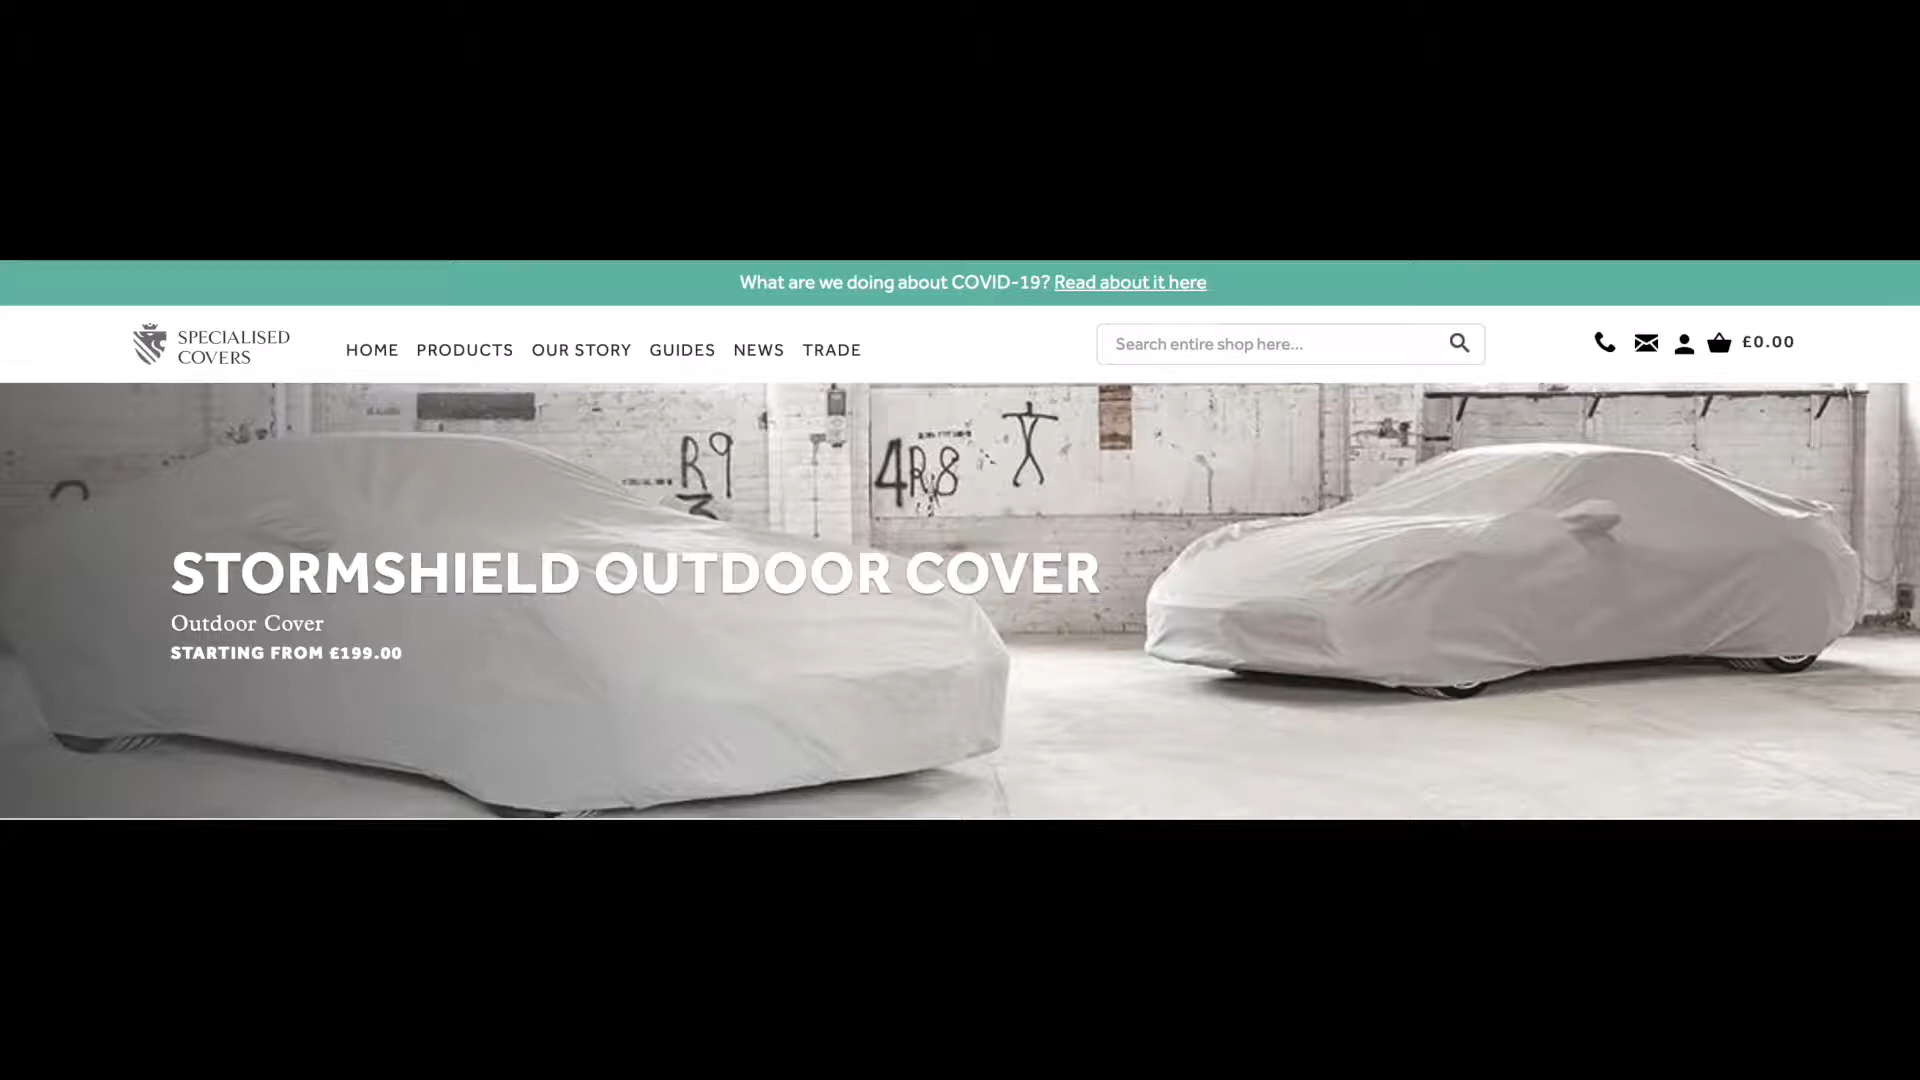 What are we doing about COVID-19? Read about it here
SPECIALISED
COVERS
HOME PRODUCTS OUR STORY GUIDES NEWS TRADE
Search entire shop here...
£0.00
R9
3
4R8
STORMSHIELD OUTDOOR COVER
Outdoor Cover
STARTING FROM £199.00